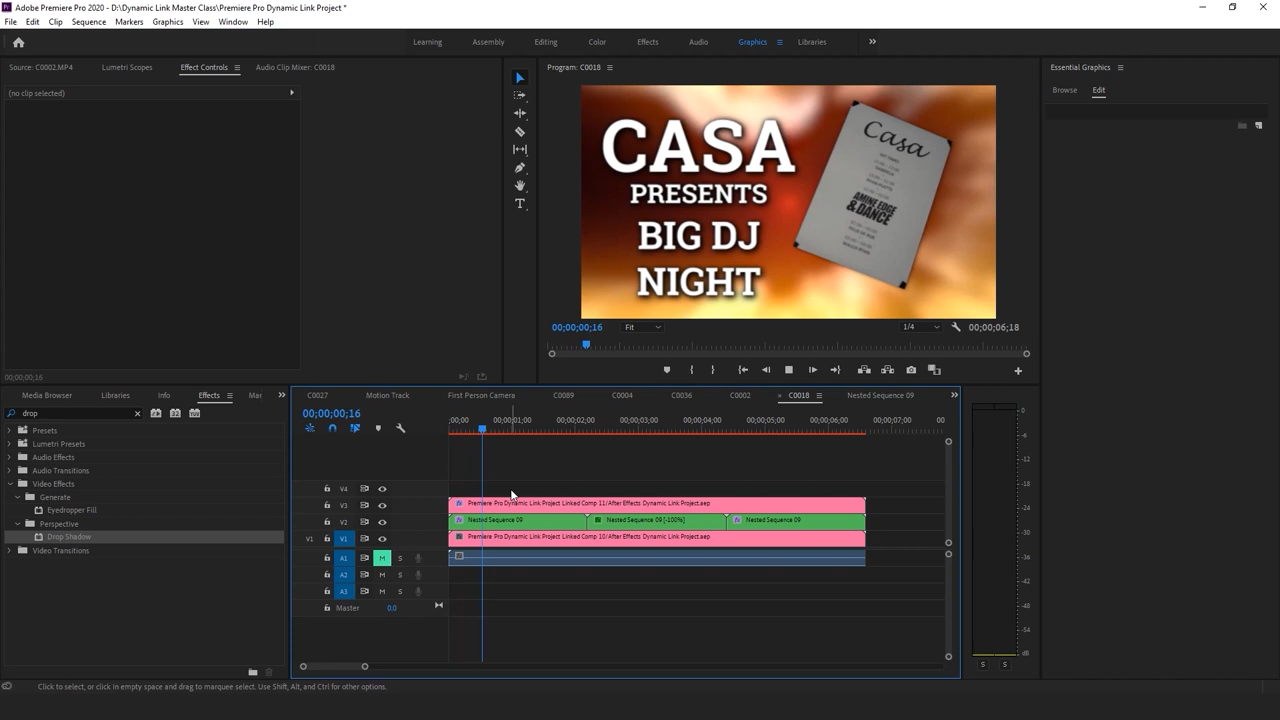 Adobe Premiere Pro 2020 - D:\Dynamic Link Master Class\Premiere Pro Dynamic Link Project *
File Edit Clip Sequence Markers Graphics View Window Help
Learning Assembly Editing Color Effects Audio Graphics Libraries
Source: C0002.MP4 Lumetri Scopes Effect Controls Audio Clip Mixer: C0018
Program: C0018
Essential Graphics
(no clip selected)
Browse Edit
CASA
PRESENTS
BIG DJ
NIGHT
Casa
AMINE EDGE
& DANCE
00;00;00;16 Fit 1/4 00;00;06;18
00;00;00;16
Media Browser Libraries Effects Mar
C0027 Motion Track First Person Camera C0089 C0004 C0036 C0002 C0018 Nested Sequence 09
drop
00;00;00;16
;00;00 00;00;01;00 00;00;02;00 00;00;03;00 00;00;04;00 00;00;05;00 00;00;06;00 00;00;07;00 00
Presets
Lumetri Presets
Audio Effects
Audio Transitions
Video Effects
Generate
Eyedropper Fill
Perspective
Drop Shadow
Video Transitions
V4
V3 Premiere Pro Dynamic Link Project Linked Comp 11/After Effects Dynamic Link Project.aep
V2 Nested Sequence 09 Nested Sequence 09 [-100%] Nested Sequence 09
V1 V1 Premiere Pro Dynamic Link Project Linked Comp 10/After Effects Dynamic Link Project.aep
A1 M S
A2 M S
A3 M S
Master 0.0
0
-6
-12
-18
-24
-30
-36
-42
-48
-54
dB
S S
Click to select, or click in empty space and drag to marquee select. Use Shift, Alt, and Ctrl for other options.